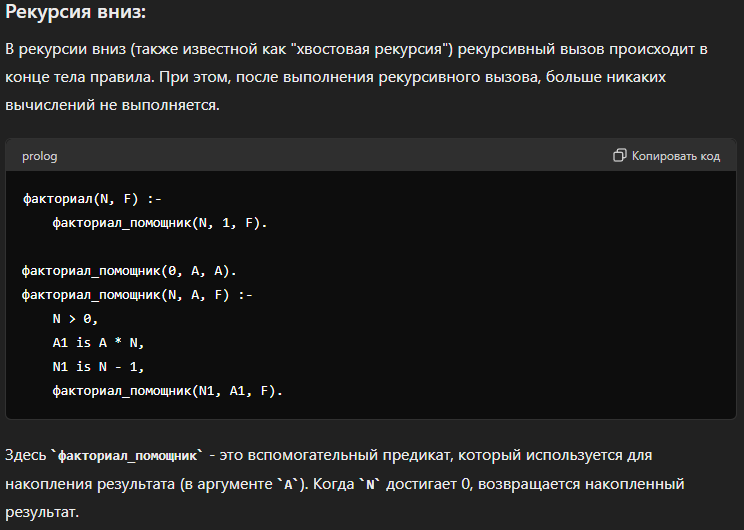 Рекурсия вниз:
В рекурсии вниз (также известной как "хвостовая рекурсия") рекурсивный вызов происходит в
конце тела правила. При этом, после выполнения рекурсивного вызова, больше никаких
вычислений не выполняется.
prolog
Копировать код
факториал(N, F) :-
    факториал_помощник(N, 1, F).
факториал_помощник(0, A, A).
факториал_помощник(N, A, F) :-
    N > 0,
    A1 is A * N,
    N1 is N - 1,
    факториал_помощник(N1, A1, F).
Здесь `факториал_помощник` - это вспомогательный предикат, который используется для
накопления результата (в аргументе `A`). Когда `N` достигает 0, возвращается накопленный
результат.